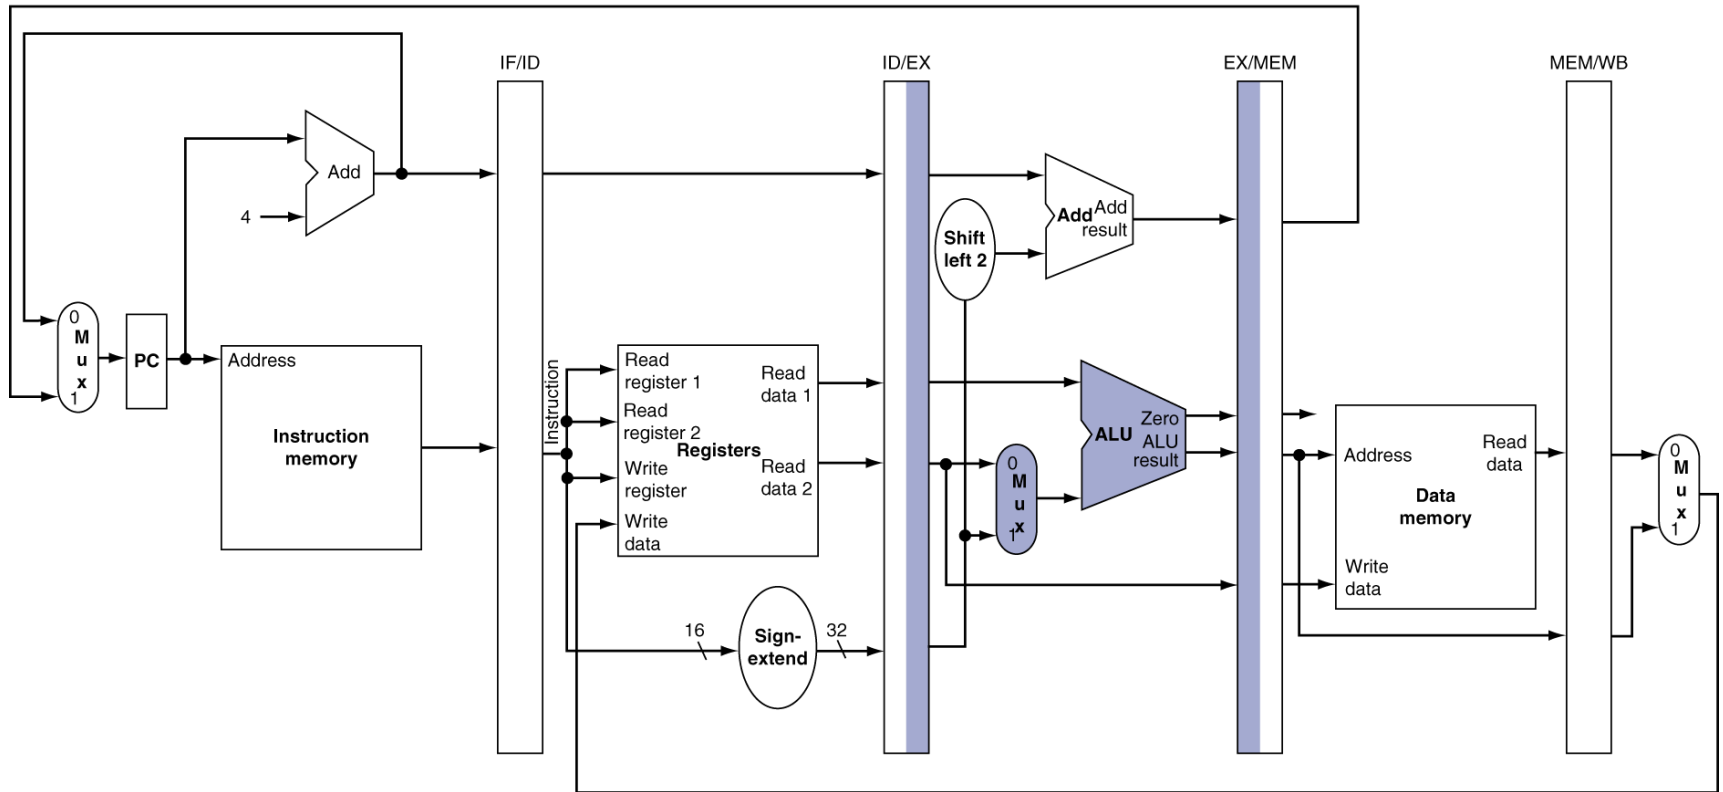 IF/ID
ID/EX
EX/MEM
MEM/WB
Add
4
Add Add
result
Shift
left 2
0
M
u
x
1
PC
Address
Instruction
memory
Instruction
Read
register 1
Read
register 2
Write
register
Write
data
Registers
Read
data 1
Read
data 2
16
Sign-
extend
32
0
M
u
x
1
ALU
Zero
ALU
result
Address
Read
data
Data
memory
Write
data
0
M
u
x
1